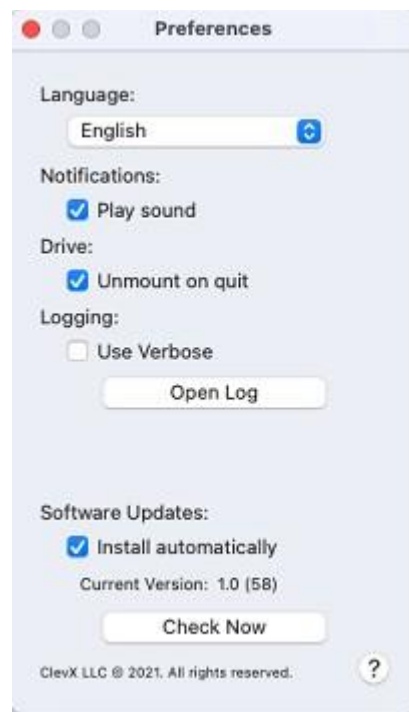 Preferences
Language:
English
Notifications:
Play sound
Drive:
Unmount on quit
Logging:
Use Verbose
Open Log
Software Updates:
Install automatically
Current Version: 1.0 (58)
Check Now
ClevX LLC © 2021. All rights reserved.
?